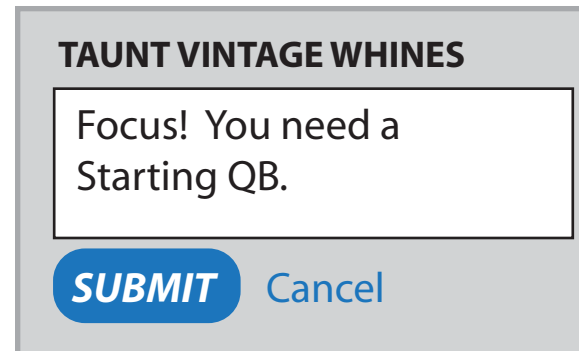 TAUNT VINTAGE WHINES
Focus!  You need a
Starting QB.
SUBMIT Cancel